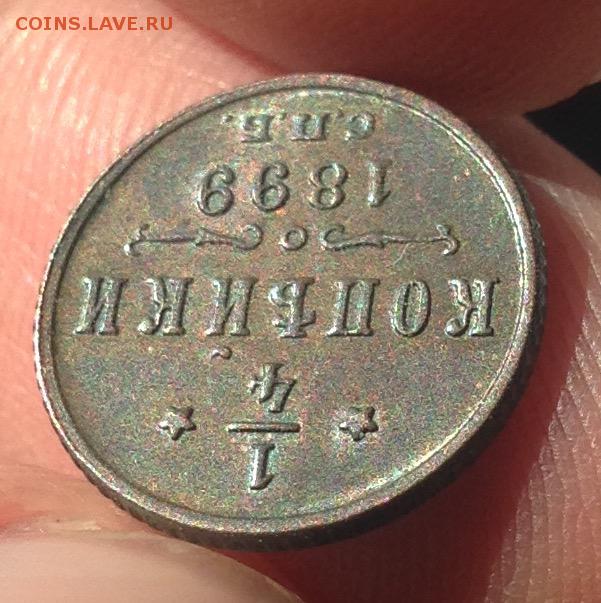 COINS.LAVE.RU
1/4
КОПѢЙКИ
1899
С.П.Б.